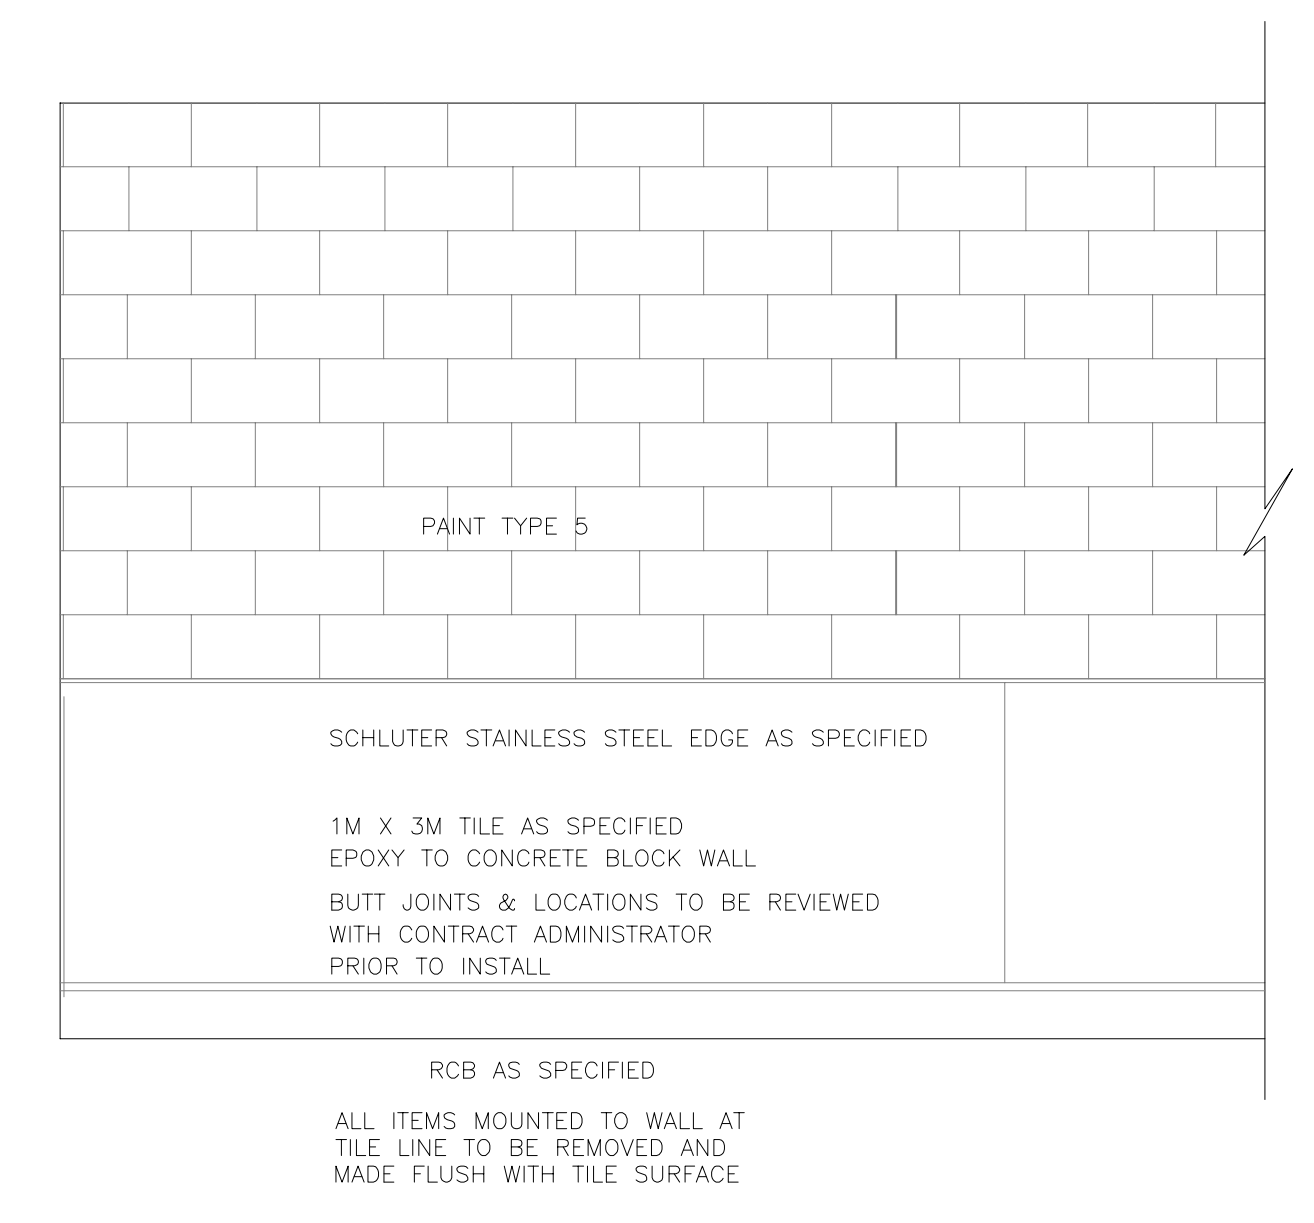 PAINT TYPE 5
SCHLUTER STAINLESS STEEL EDGE AS SPECIFIED
1M X 3M TILE AS SPECIFIED
EPOXY TO CONCRETE BLOCK WALL
BUTT JOINTS & LOCATIONS TO BE REVIEWED
WITH CONTRACT ADMINISTRATOR
PRIOR TO INSTALL
RCB AS SPECIFIED
ALL ITEMS MOUNTED TO WALL AT
TILE LINE TO BE REMOVED AND
MADE FLUSH WITH TILE SURFACE